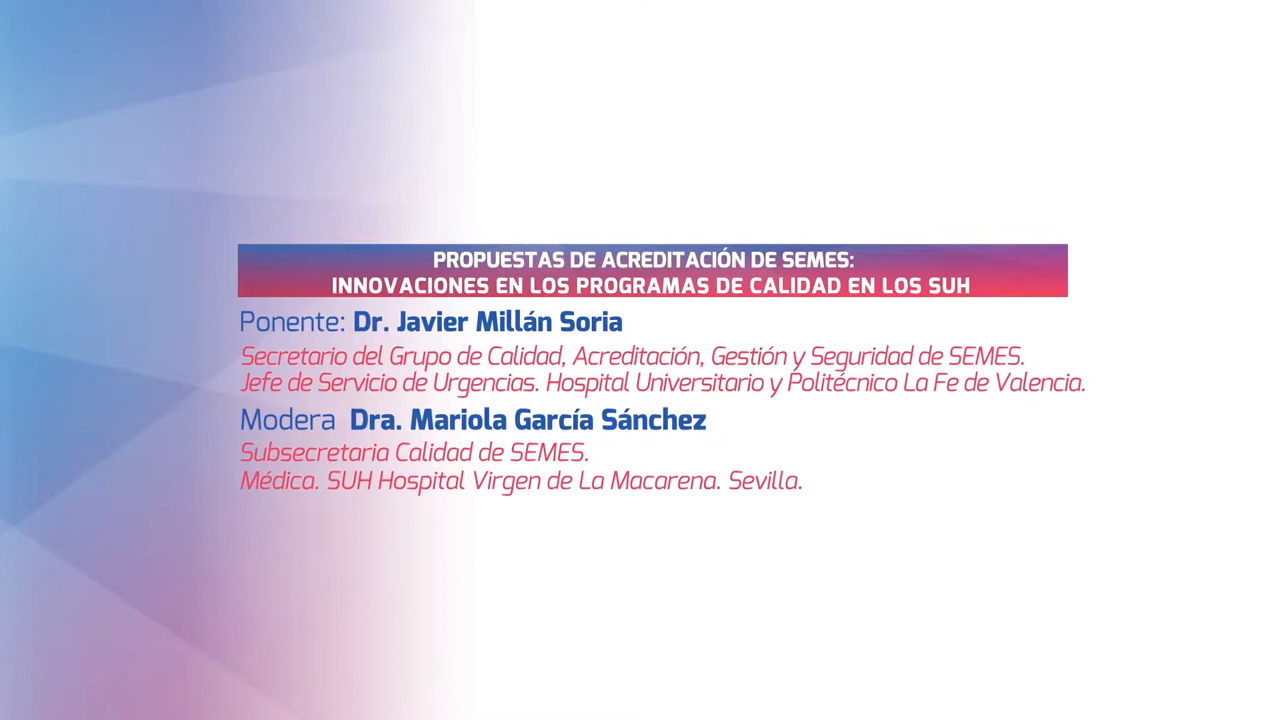 PROPUESTAS DE ACREDITACIÓN DE SEMES:
INNOVACIONES EN LOS PROGRAMAS DE CALIDAD EN LOS SUH
Ponente: Dr. Javier Millán Soria
Secretario del Grupo de Calidad, Acreditación, Gestión y Seguridad de SEMES.
Jefe de Servicio de Urgencias. Hospital Universitario y Politécnico La Fe de Valencia.
Modera Dra. Mariola García Sánchez
Subsecretaria Calidad de SEMES.
Médica. SUH Hospital Virgen de La Macarena. Sevilla.